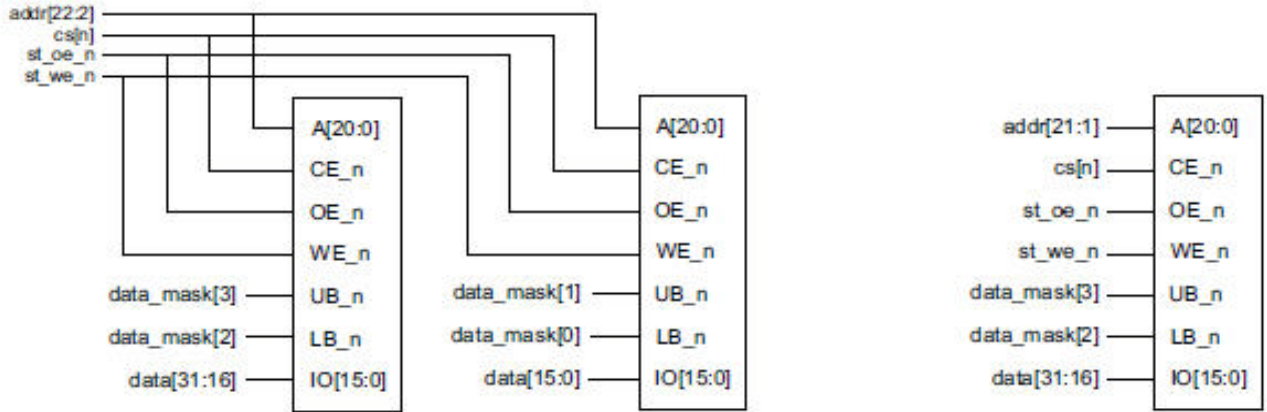 addr[22:2]
cs[n]
st_oe_n
st_we_n
A[20:0]
CE_n
OE_n
WE_n
data_mask[3] UB_n
data_mask[2] LB_n
data[31:16] IO[15:0]
A[20:0]
CE_n
OE_n
WE_n
data_mask[1] UB_n
data_mask[0] LB_n
data[15:0] IO[15:0]
addr[21:1] A[20:0]
cs[n] CE_n
st_oe_n OE_n
st_we_n WE_n
data_mask[3] UB_n
data_mask[2] LB_n
data[31:16] IO[15:0]